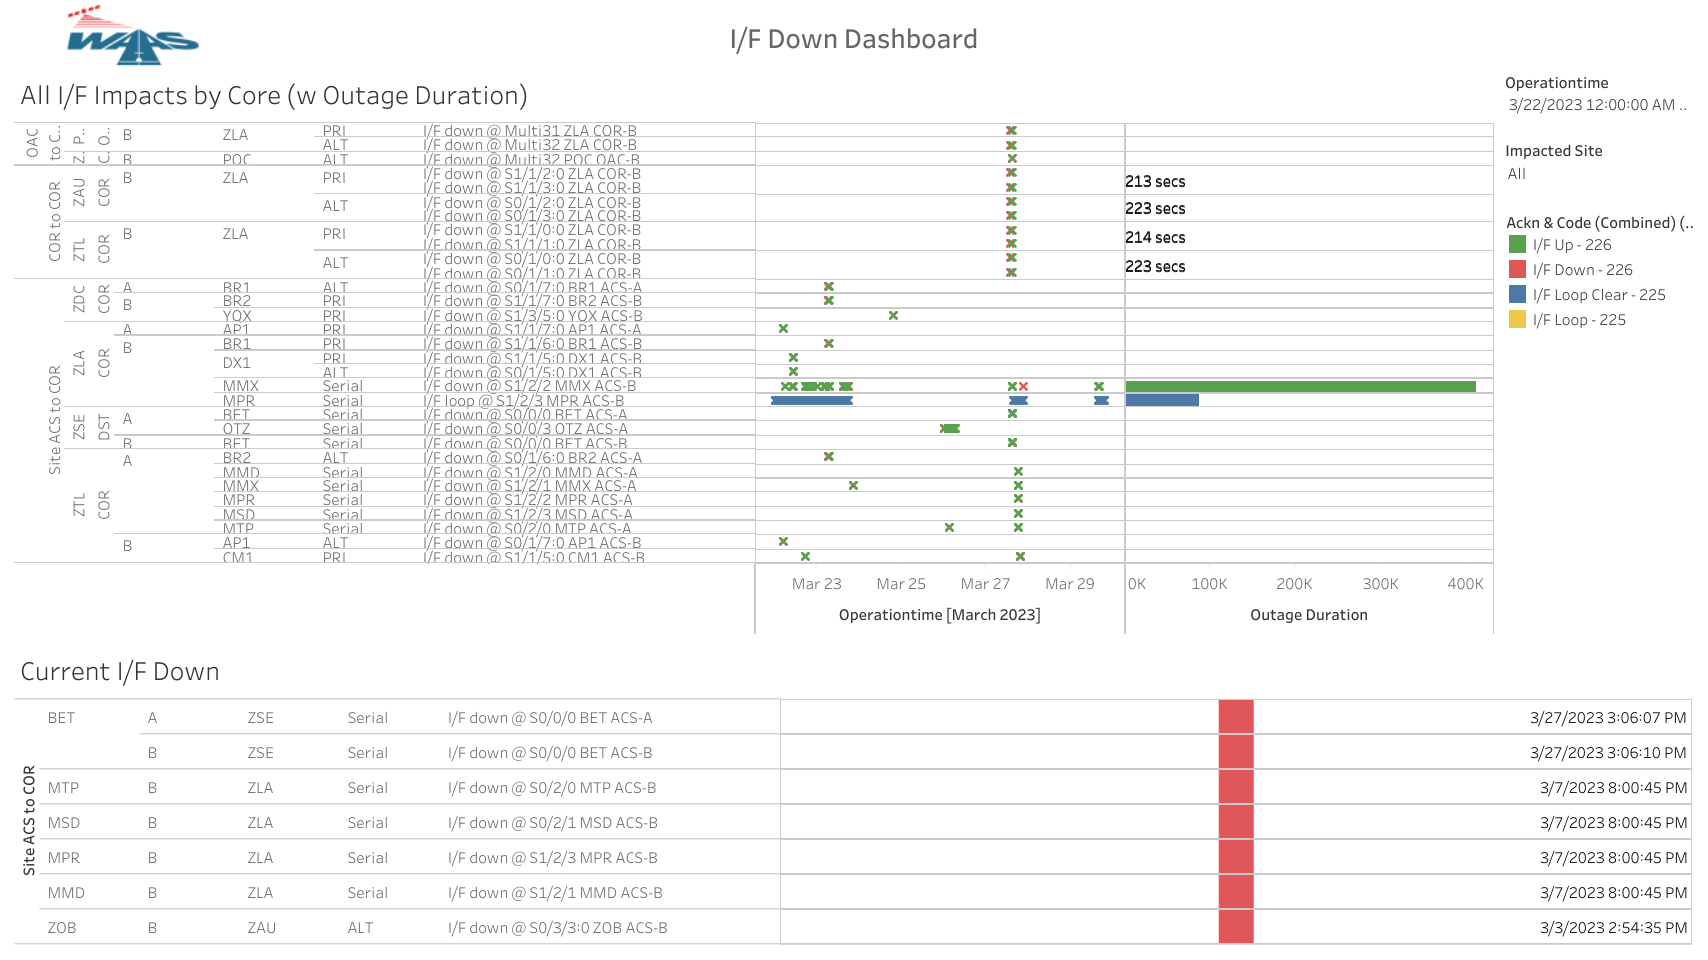 WAAS
I/F Down Dashboard
All I/F Impacts by Core (w Outage Duration)
Operationtime
3/22/2023 12:00:00 AM ..
Impacted Site
All
Ackn & Code (Combined) (..
I/F Up - 226
I/F Down - 226
I/F Loop Clear - 225
I/F Loop - 225
OAC to C.. Z. P.. C. O.. B ZLA PRI I/F down @ Multi31 ZLA COR-B
ALT I/F down @ Multi32 ZLA COR-B
B POC ALT I/F down @ Multi32 POC OAC-B
COR to COR ZAU COR B ZLA PRI I/F down @ S1/1/2:0 ZLA COR-B
I/F down @ S1/1/3:0 ZLA COR-B
213 secs
ALT I/F down @ S0/1/2:0 ZLA COR-B
I/F down @ S0/1/3:0 ZLA COR-B
223 secs
ZTL COR B ZLA PRI I/F down @ S1/1/0:0 ZLA COR-B
I/F down @ S1/1/1:0 ZLA COR-B
214 secs
ALT I/F down @ S0/1/0:0 ZLA COR-B
I/F down @ S0/1/1:0 ZLA COR-B
223 secs
Site ACS to COR ZDC COR A BR1 ALT I/F down @ S0/1/7:0 BR1 ACS-A
B BR2 PRI I/F down @ S1/1/7:0 BR2 ACS-B
YQX PRI I/F down @ S1/3/5:0 YQX ACS-B
ZLA COR A AP1 PRI I/F down @ S1/1/7:0 AP1 ACS-A
B BR1 PRI I/F down @ S1/1/6:0 BR1 ACS-B
DX1 PRI I/F down @ S1/1/5:0 DX1 ACS-B
ALT I/F down @ S0/1/5:0 DX1 ACS-B
MMX Serial I/F down @ S1/2/2 MMX ACS-B
MPR Serial I/F loop @ S1/2/3 MPR ACS-B
ZSE DST A BET Serial I/F down @ S0/0/0 BET ACS-A
OTZ Serial I/F down @ S0/0/3 OTZ ACS-A
B BET Serial I/F down @ S0/0/0 BET ACS-B
ZTL COR A BR2 ALT I/F down @ S0/1/6:0 BR2 ACS-A
MMD Serial I/F down @ S1/2/0 MMD ACS-A
MMX Serial I/F down @ S1/2/1 MMX ACS-A
MPR Serial I/F down @ S1/2/2 MPR ACS-A
MSD Serial I/F down @ S1/2/3 MSD ACS-A
MTP Serial I/F down @ S0/2/0 MTP ACS-A
B AP1 ALT I/F down @ S0/1/7:0 AP1 ACS-B
CM1 PRI I/F down @ S1/1/5:0 CM1 ACS-B
Mar 23 Mar 25 Mar 27 Mar 29 0K 100K 200K 300K 400K
Operationtime [March 2023] Outage Duration
Current I/F Down
Site ACS to COR
BET A ZSE Serial I/F down @ S0/0/0 BET ACS-A 3/27/2023 3:06:07 PM
B ZSE Serial I/F down @ S0/0/0 BET ACS-B 3/27/2023 3:06:10 PM
MTP B ZLA Serial I/F down @ S0/2/0 MTP ACS-B 3/7/2023 8:00:45 PM
MSD B ZLA Serial I/F down @ S0/2/1 MSD ACS-B 3/7/2023 8:00:45 PM
MPR B ZLA Serial I/F down @ S1/2/3 MPR ACS-B 3/7/2023 8:00:45 PM
MMD B ZLA Serial I/F down @ S1/2/1 MMD ACS-B 3/7/2023 8:00:45 PM
ZOB B ZAU ALT I/F down @ S0/3/3:0 ZOB ACS-B 3/3/2023 2:54:35 PM